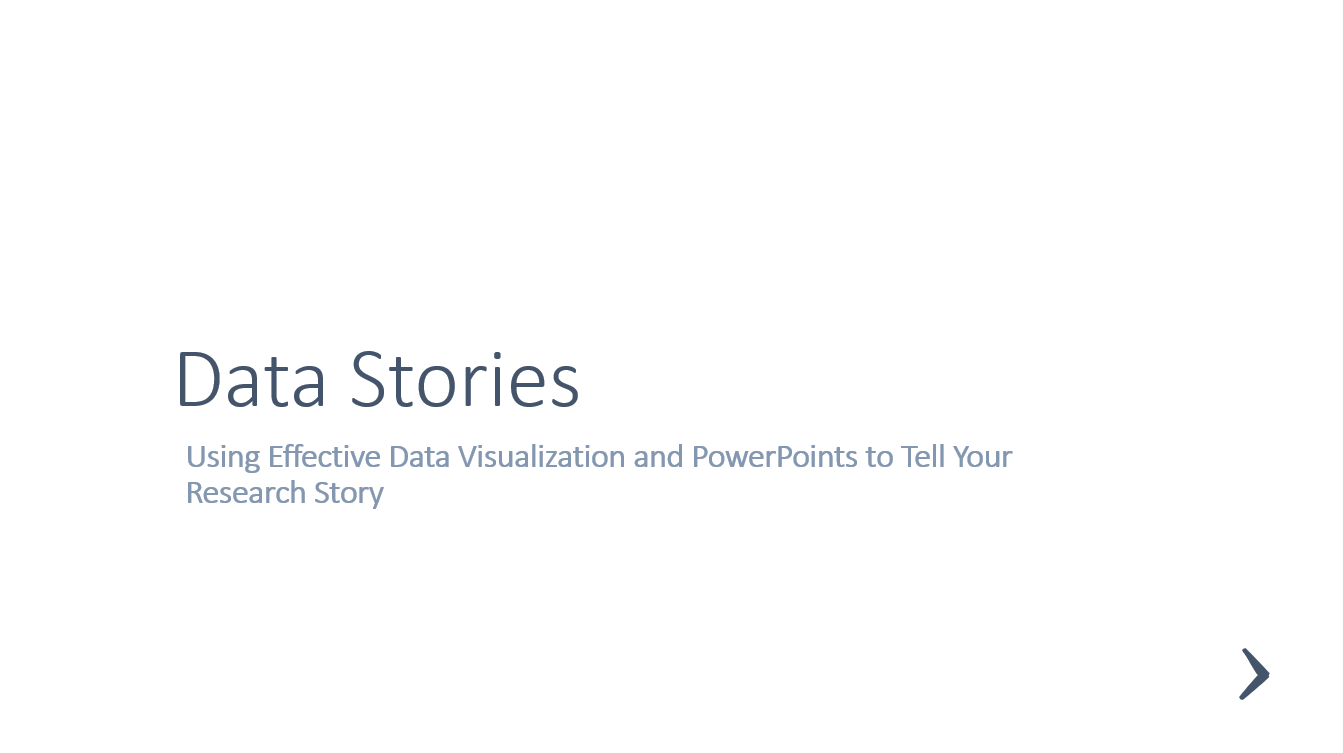 Data Stories
Using Effective Data Visualization and PowerPoints to Tell Your
Research Story